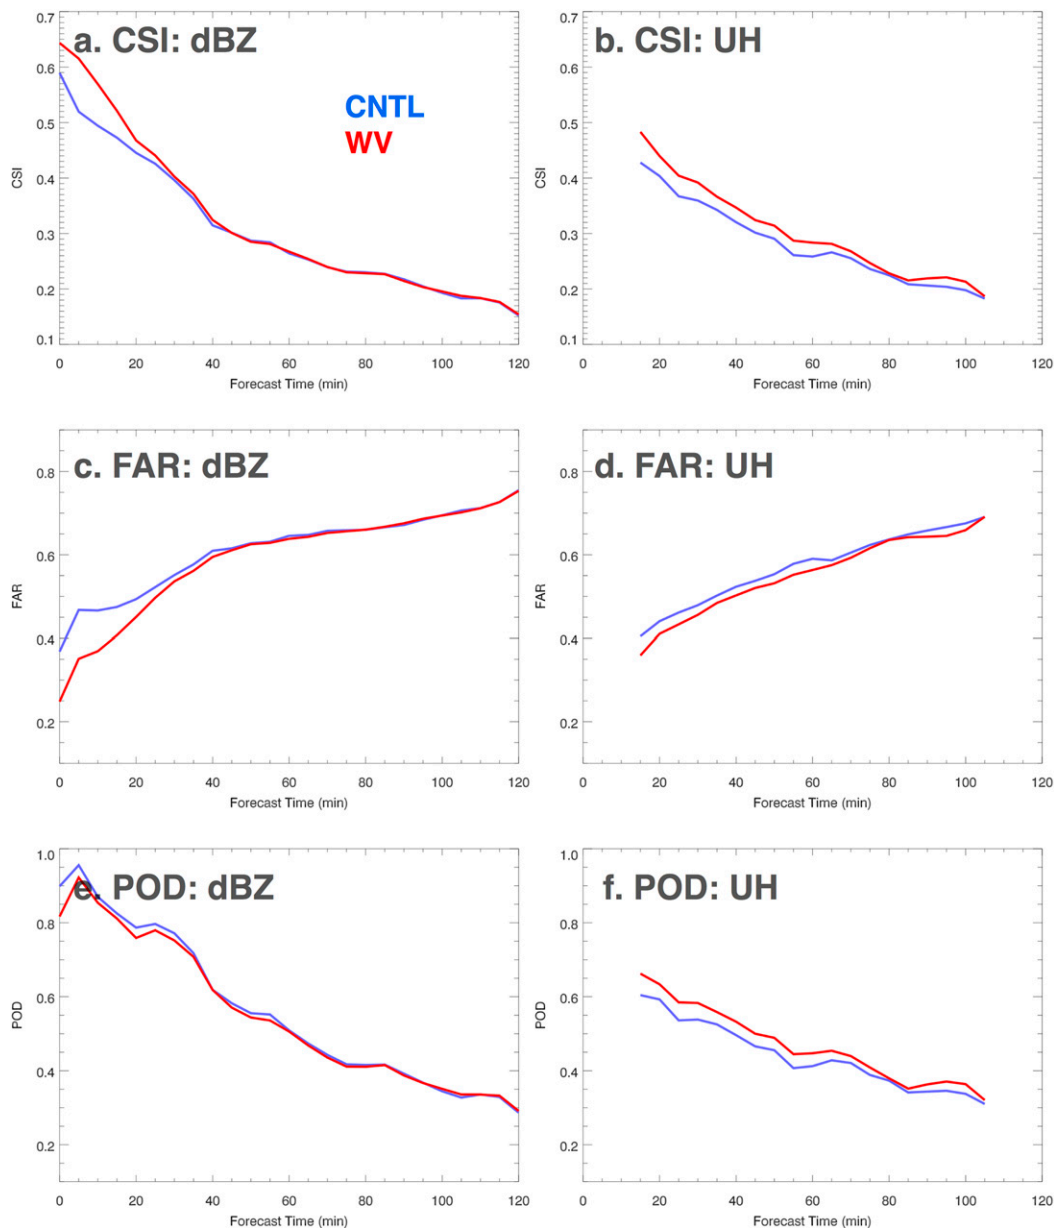 a. CSI: dBZ
CNTL
WV
0.7
0.6
0.5
0.4
0.3
0.2
0.1
CSI
0 20 40 60 80 100 120
Forecast Time (min)
b. CSI: UH
0.7
0.6
0.5
0.4
0.3
0.2
0.1
CSI
0 20 40 60 80 100 120
Forecast Time (min)
c. FAR: dBZ
0.8
0.6
0.4
0.2
FAR
0 20 40 60 80 100 120
Forecast Time (min)
d. FAR: UH
0.8
0.6
0.4
0.2
FAR
0 20 40 60 80 100 120
Forecast Time (min)
e. POD: dBZ
1.0
0.8
0.6
0.4
0.2
POD
0 20 40 60 80 100 120
Forecast Time (min)
f. POD: UH
1.0
0.8
0.6
0.4
0.2
POD
0 20 40 60 80 100 120
Forecast Time (min)